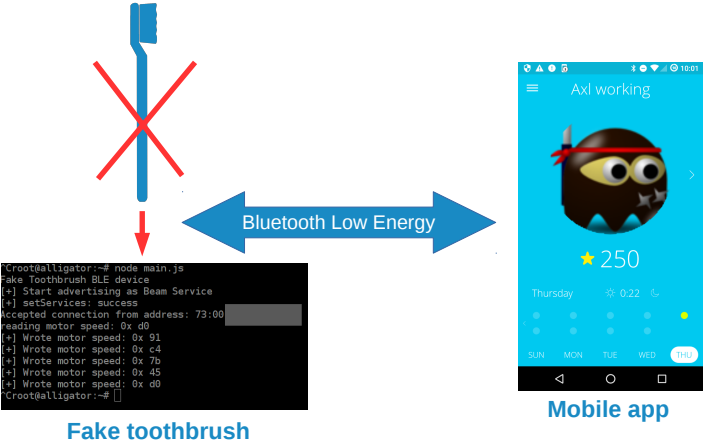 10:01
Axl working
Bluetooth Low Energy
250
Thursday 0:22
SUN MON TUE WED THU
^Croot@alligator:~# node main.js
Fake Toothbrush BLE device
[+] Start advertising as Beam Service
[+] setServices: success
Accepted connection from address: 73:00
reading motor speed: 0x d0
[+] Wrote motor speed: 0x 91
[+] Wrote motor speed: 0x c4
[+] Wrote motor speed: 0x 7b
[+] Wrote motor speed: 0x 45
[+] Wrote motor speed: 0x d0
^Croot@alligator:~#
Mobile app
Fake toothbrush